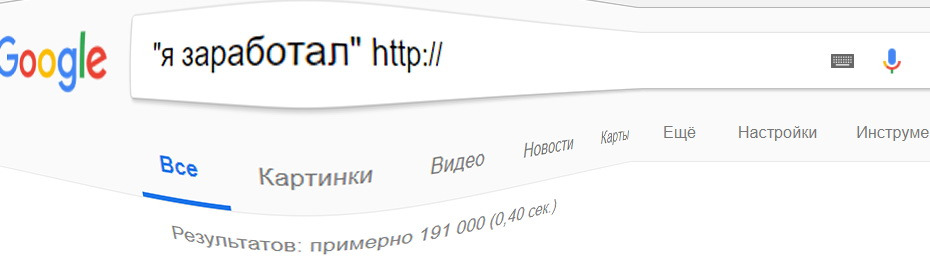 Google "я заработал" http://
Все Картинки Видео Новости Карты Ещё Настройки Инструме
Результатов: примерно 191 000 (0,40 сек.)